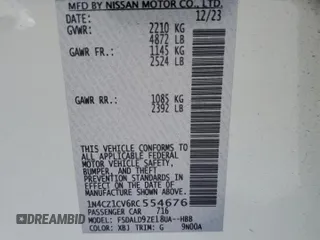 MFD BY NISSAN MOTOR CO., LTD.
DATE: 12/23
GVWR: 2210 KG
4872 LB
GAWR FR.: 1145 KG
2524 LB
GAWR RR.: 1085 KG
2392 LB
THIS VEHICLE CONFORMS TO ALL
APPLICABLE FEDERAL MOTOR VEHICLE SAFETY,
BUMPER, AND THEFT PREVENTION STANDARDS
IN EFFECT ON THE DATE OF
MANUFACTURE SHOWN ABOVE.
1N4CZ1CV6RC554676
PASSENGER CAR 716
MODEL: FSDALD9ZE18UA--HBB
COLOR: XBJ TRIM: G 9N00A